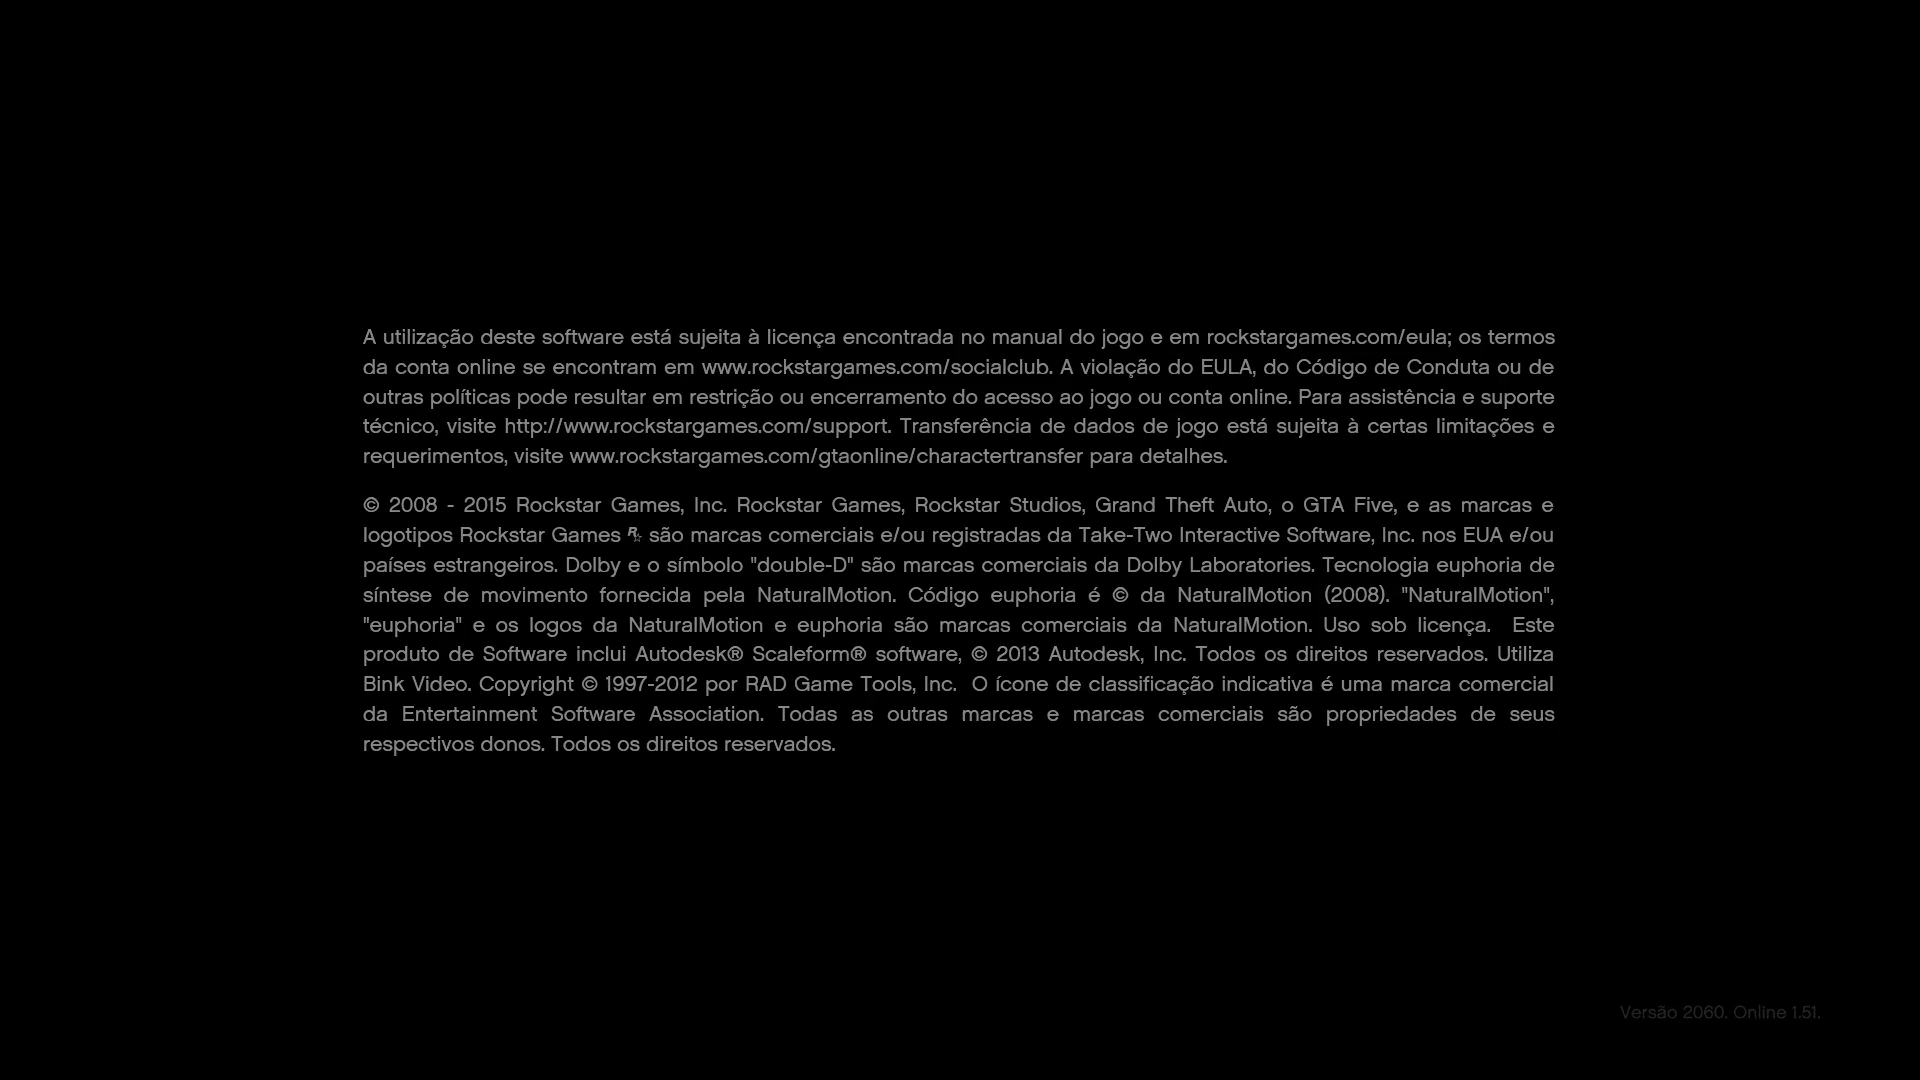 A utilização deste software está sujeita à licença encontrada no manual do jogo e em rockstargames.com/eula; os termos
da conta online se encontram em www.rockstargames.com/socialclub. A violação do EULA, do Código de Conduta ou de
outras políticas pode resultar em restrição ou encerramento do acesso ao jogo ou conta online. Para assistência e suporte
técnico, visite http://www.rockstargames.com/support. Transferência de dados de jogo está sujeita à certas limitações e
requerimentos, visite www.rockstargames.com/gtaonline/charactertransfer para detalhes.
© 2008 - 2015 Rockstar Games, Inc. Rockstar Games, Rockstar Studios, Grand Theft Auto, o GTA Five, e as marcas e
logotipos Rockstar Games R☆ são marcas comerciais e/ou registradas da Take-Two Interactive Software, Inc. nos EUA e/ou
países estrangeiros. Dolby e o símbolo "double-D" são marcas comerciais da Dolby Laboratories. Tecnologia euphoria de
síntese de movimento fornecida pela NaturalMotion. Código euphoria é © da NaturalMotion (2008). "NaturalMotion",
"euphoria" e os logos da NaturalMotion e euphoria são marcas comerciais da NaturalMotion. Uso sob licença. Este
produto de Software inclui Autodesk® Scaleform® software, © 2013 Autodesk, Inc. Todos os direitos reservados. Utiliza
Bink Video. Copyright © 1997-2012 por RAD Game Tools, Inc. O ícone de classificação indicativa é uma marca comercial
da Entertainment Software Association. Todas as outras marcas e marcas comerciais são propriedades de seus
respectivos donos. Todos os direitos reservados.
Versão 2060. Online 1.51.